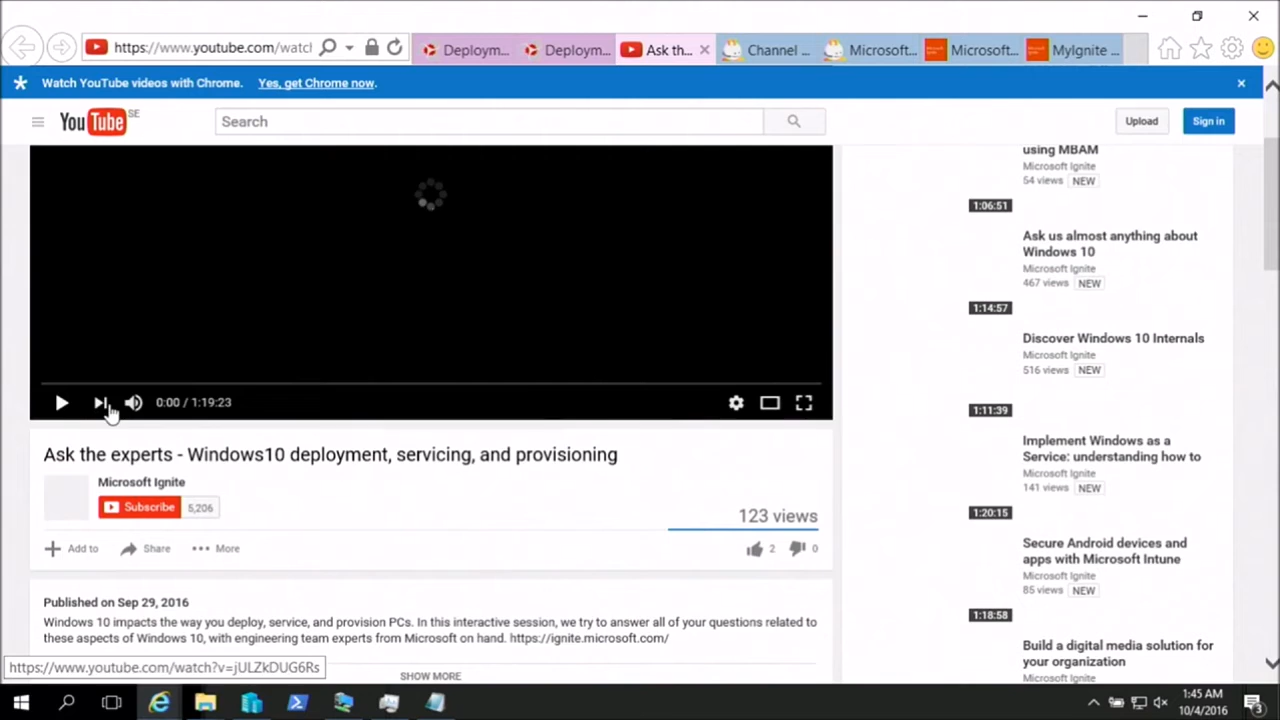 https://www.youtube.com/watcl
Deploym...
Deploym...
Ask th...
Channel ...
Microsoft...
Microsoft...
MyIgnite ...
Watch YouTube videos with Chrome. Yes, get Chrome now.
YouTube SE
Search
Upload
Sign in
0:00 / 1:19:23
Ask the experts - Windows10 deployment, servicing, and provisioning
Microsoft Ignite
Subscribe 5,206
123 views
Add to
Share
More
2
0
Published on Sep 29, 2016
Windows 10 impacts the way you deploy, service, and provision PCs. In this interactive session, we try to answer all of your questions related to
these aspects of Windows 10, with engineering team experts from Microsoft on hand. https://ignite.microsoft.com/
SHOW MORE
using MBAM
Microsoft Ignite
54 views NEW
1:06:51
Ask us almost anything about
Windows 10
Microsoft Ignite
467 views NEW
1:14:57
Discover Windows 10 Internals
Microsoft Ignite
516 views NEW
1:11:39
Implement Windows as a
Service: understanding how to
Microsoft Ignite
141 views NEW
1:20:15
Secure Android devices and
apps with Microsoft Intune
Microsoft Ignite
85 views NEW
1:18:58
Build a digital media solution for
your organization
Microsoft Ignite
https://www.youtube.com/watch?v=jULZkDUG6Rs
1:45 AM
10/4/2016
3